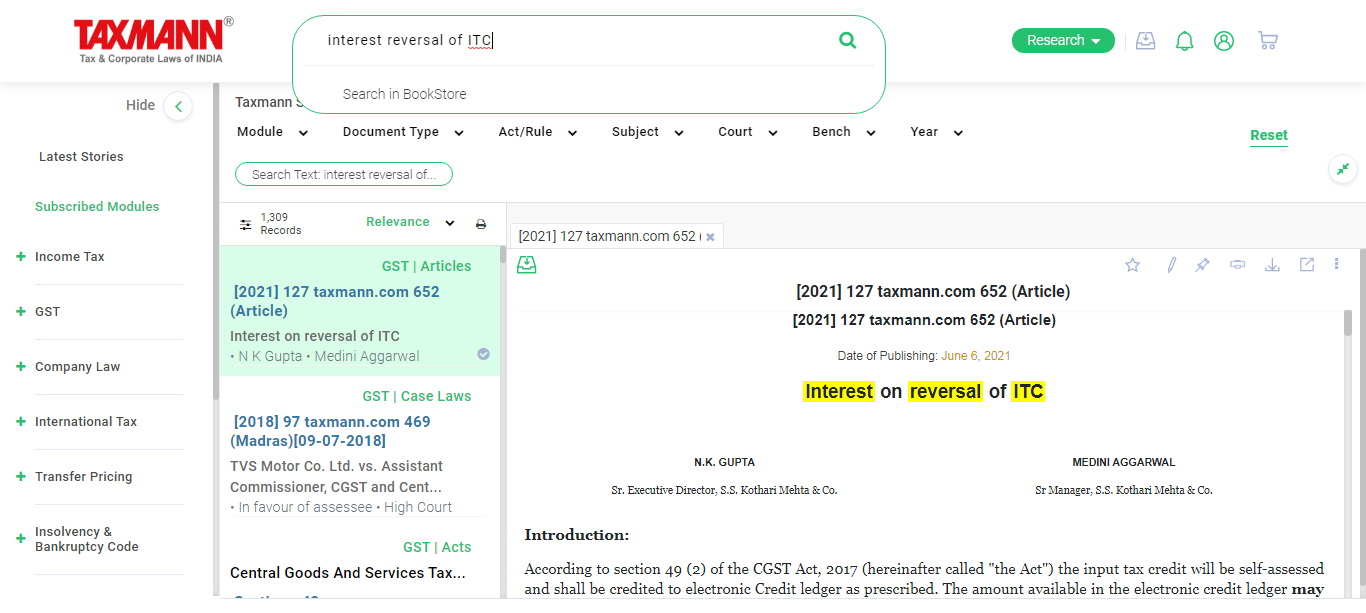 TAXMANN®
Tax & Corporate Laws of INDIA
interest reversal of ITC
Search in BookStore
Research
Hide
Latest Stories
Subscribed Modules
+ Income Tax
+ GST
+ Company Law
+ International Tax
+ Transfer Pricing
+ Insolvency &
Bankruptcy Code
Taxmann S
Module
Document Type
Act/Rule
Subject
Court
Bench
Year
Reset
Search Text: interest reversal of...
1,309
Records
Relevance
GST | Articles
[2021] 127 taxmann.com 652
(Article)
Interest on reversal of ITC
• N K Gupta • Medini Aggarwal
GST | Case Laws
[2018] 97 taxmann.com 469
(Madras)[09-07-2018]
TVS Motor Co. Ltd. vs. Assistant
Commissioner, CGST and Cent...
• In favour of assessee • High Court
GST | Acts
Central Goods And Services Tax...
[2021] 127 taxmann.com 652 (
[2021] 127 taxmann.com 652 (Article)
[2021] 127 taxmann.com 652 (Article)
Date of Publishing: June 6, 2021
Interest on reversal of ITC
N.K. GUPTA
MEDINI AGGARWAL
Sr. Executive Director, S.S. Kothari Mehta & Co.
Sr Manager, S.S. Kothari Mehta & Co.
Introduction:
According to section 49 (2) of the CGST Act, 2017 (hereinafter called "the Act") the input tax credit will be self-assessed
and shall be credited to electronic Credit ledger as prescribed. The amount available in the electronic credit ledger may